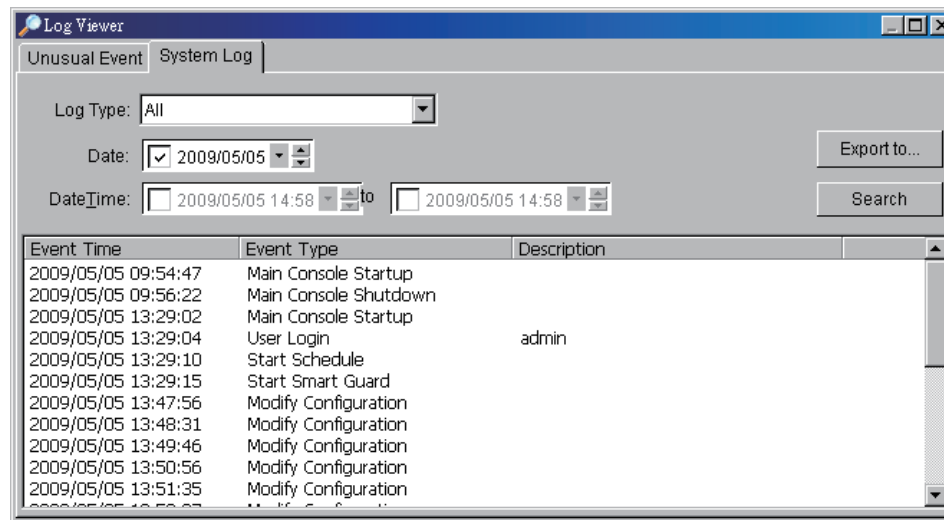 Log Viewer
Unusual Event System Log
Log Type: All
Date: 2009/05/05
Export to...
DateTime: 2009/05/05 14:58 to 2009/05/05 14:58
Search
Event Time Event Type Description
2009/05/05 09:54:47 Main Console Startup
2009/05/05 09:56:22 Main Console Shutdown
2009/05/05 13:29:02 Main Console Startup
2009/05/05 13:29:04 User Login admin
2009/05/05 13:29:10 Start Schedule
2009/05/05 13:29:15 Start Smart Guard
2009/05/05 13:47:56 Modify Configuration
2009/05/05 13:48:31 Modify Configuration
2009/05/05 13:49:46 Modify Configuration
2009/05/05 13:50:56 Modify Configuration
2009/05/05 13:51:35 Modify Configuration